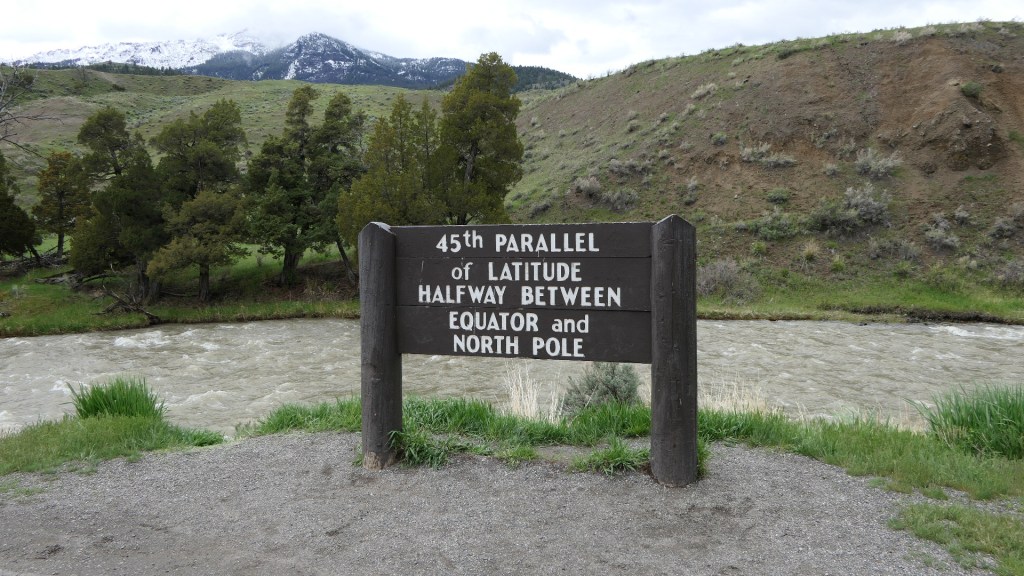 45th PARALLEL
of LATITUDE
HALFWAY BETWEEN
EQUATOR and
NORTH POLE